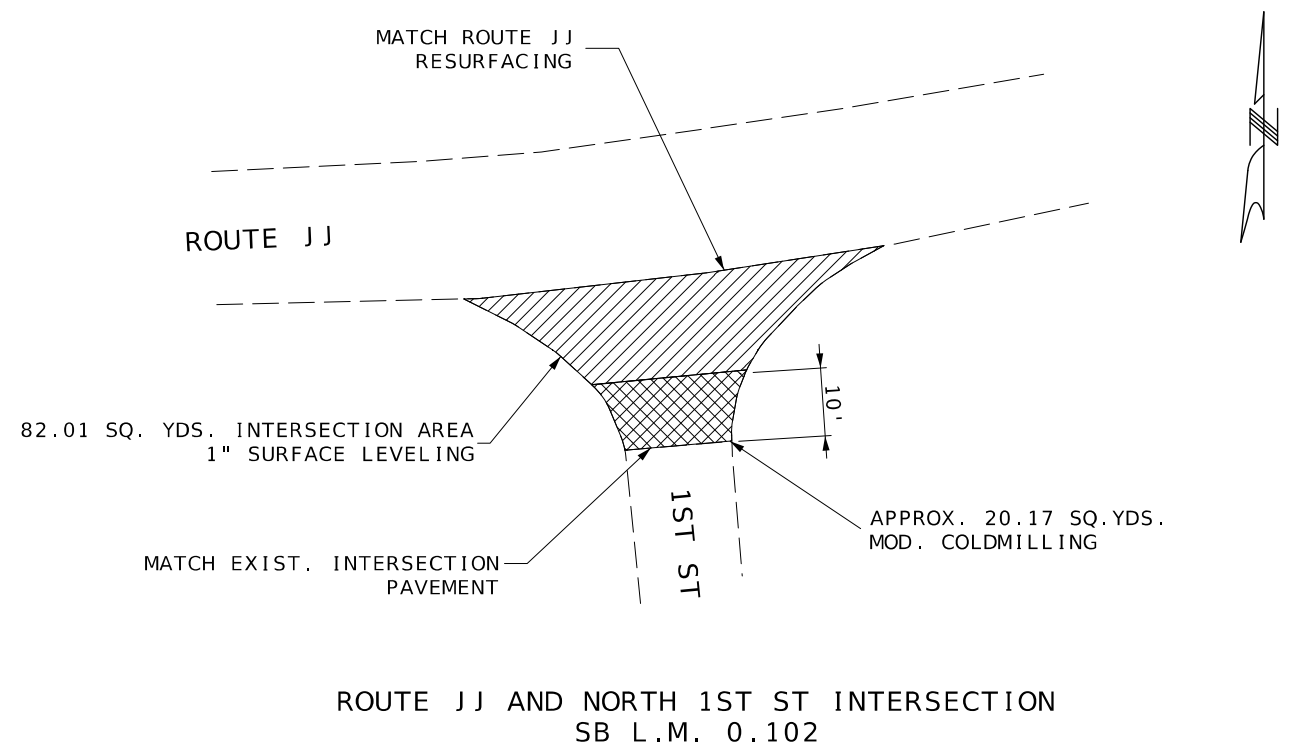 MATCH ROUTE JJ
RESURFACING
N
ROUTE JJ
10'
82.01 SQ. YDS. INTERSECTION AREA
1" SURFACE LEVELING
1ST ST
APPROX. 20.17 SQ.YDS.
MOD. COLDMILLING
MATCH EXIST. INTERSECTION
PAVEMENT
ROUTE JJ AND NORTH 1ST ST INTERSECTION
SB L.M. 0.102